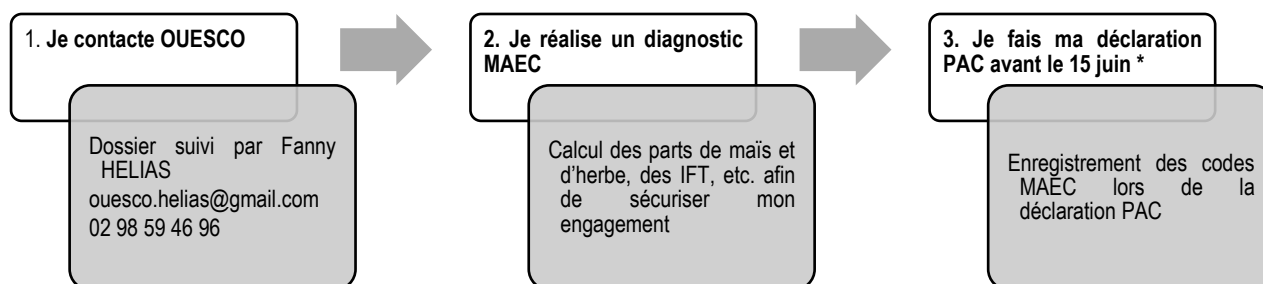 1. Je contacte OUESCO
Dossier suivi par Fanny
HELIAS
ouesco.helias@gmail.com
02 98 59 46 96
2. Je réalise un diagnostic
MAEC
Calcul des parts de maïs et
d'herbe, des IFT, etc. afin
de sécuriser mon
engagement
3. Je fais ma déclaration
PAC avant le 15 juin *
Enregistrement des codes
MAEC lors de la
déclaration PAC